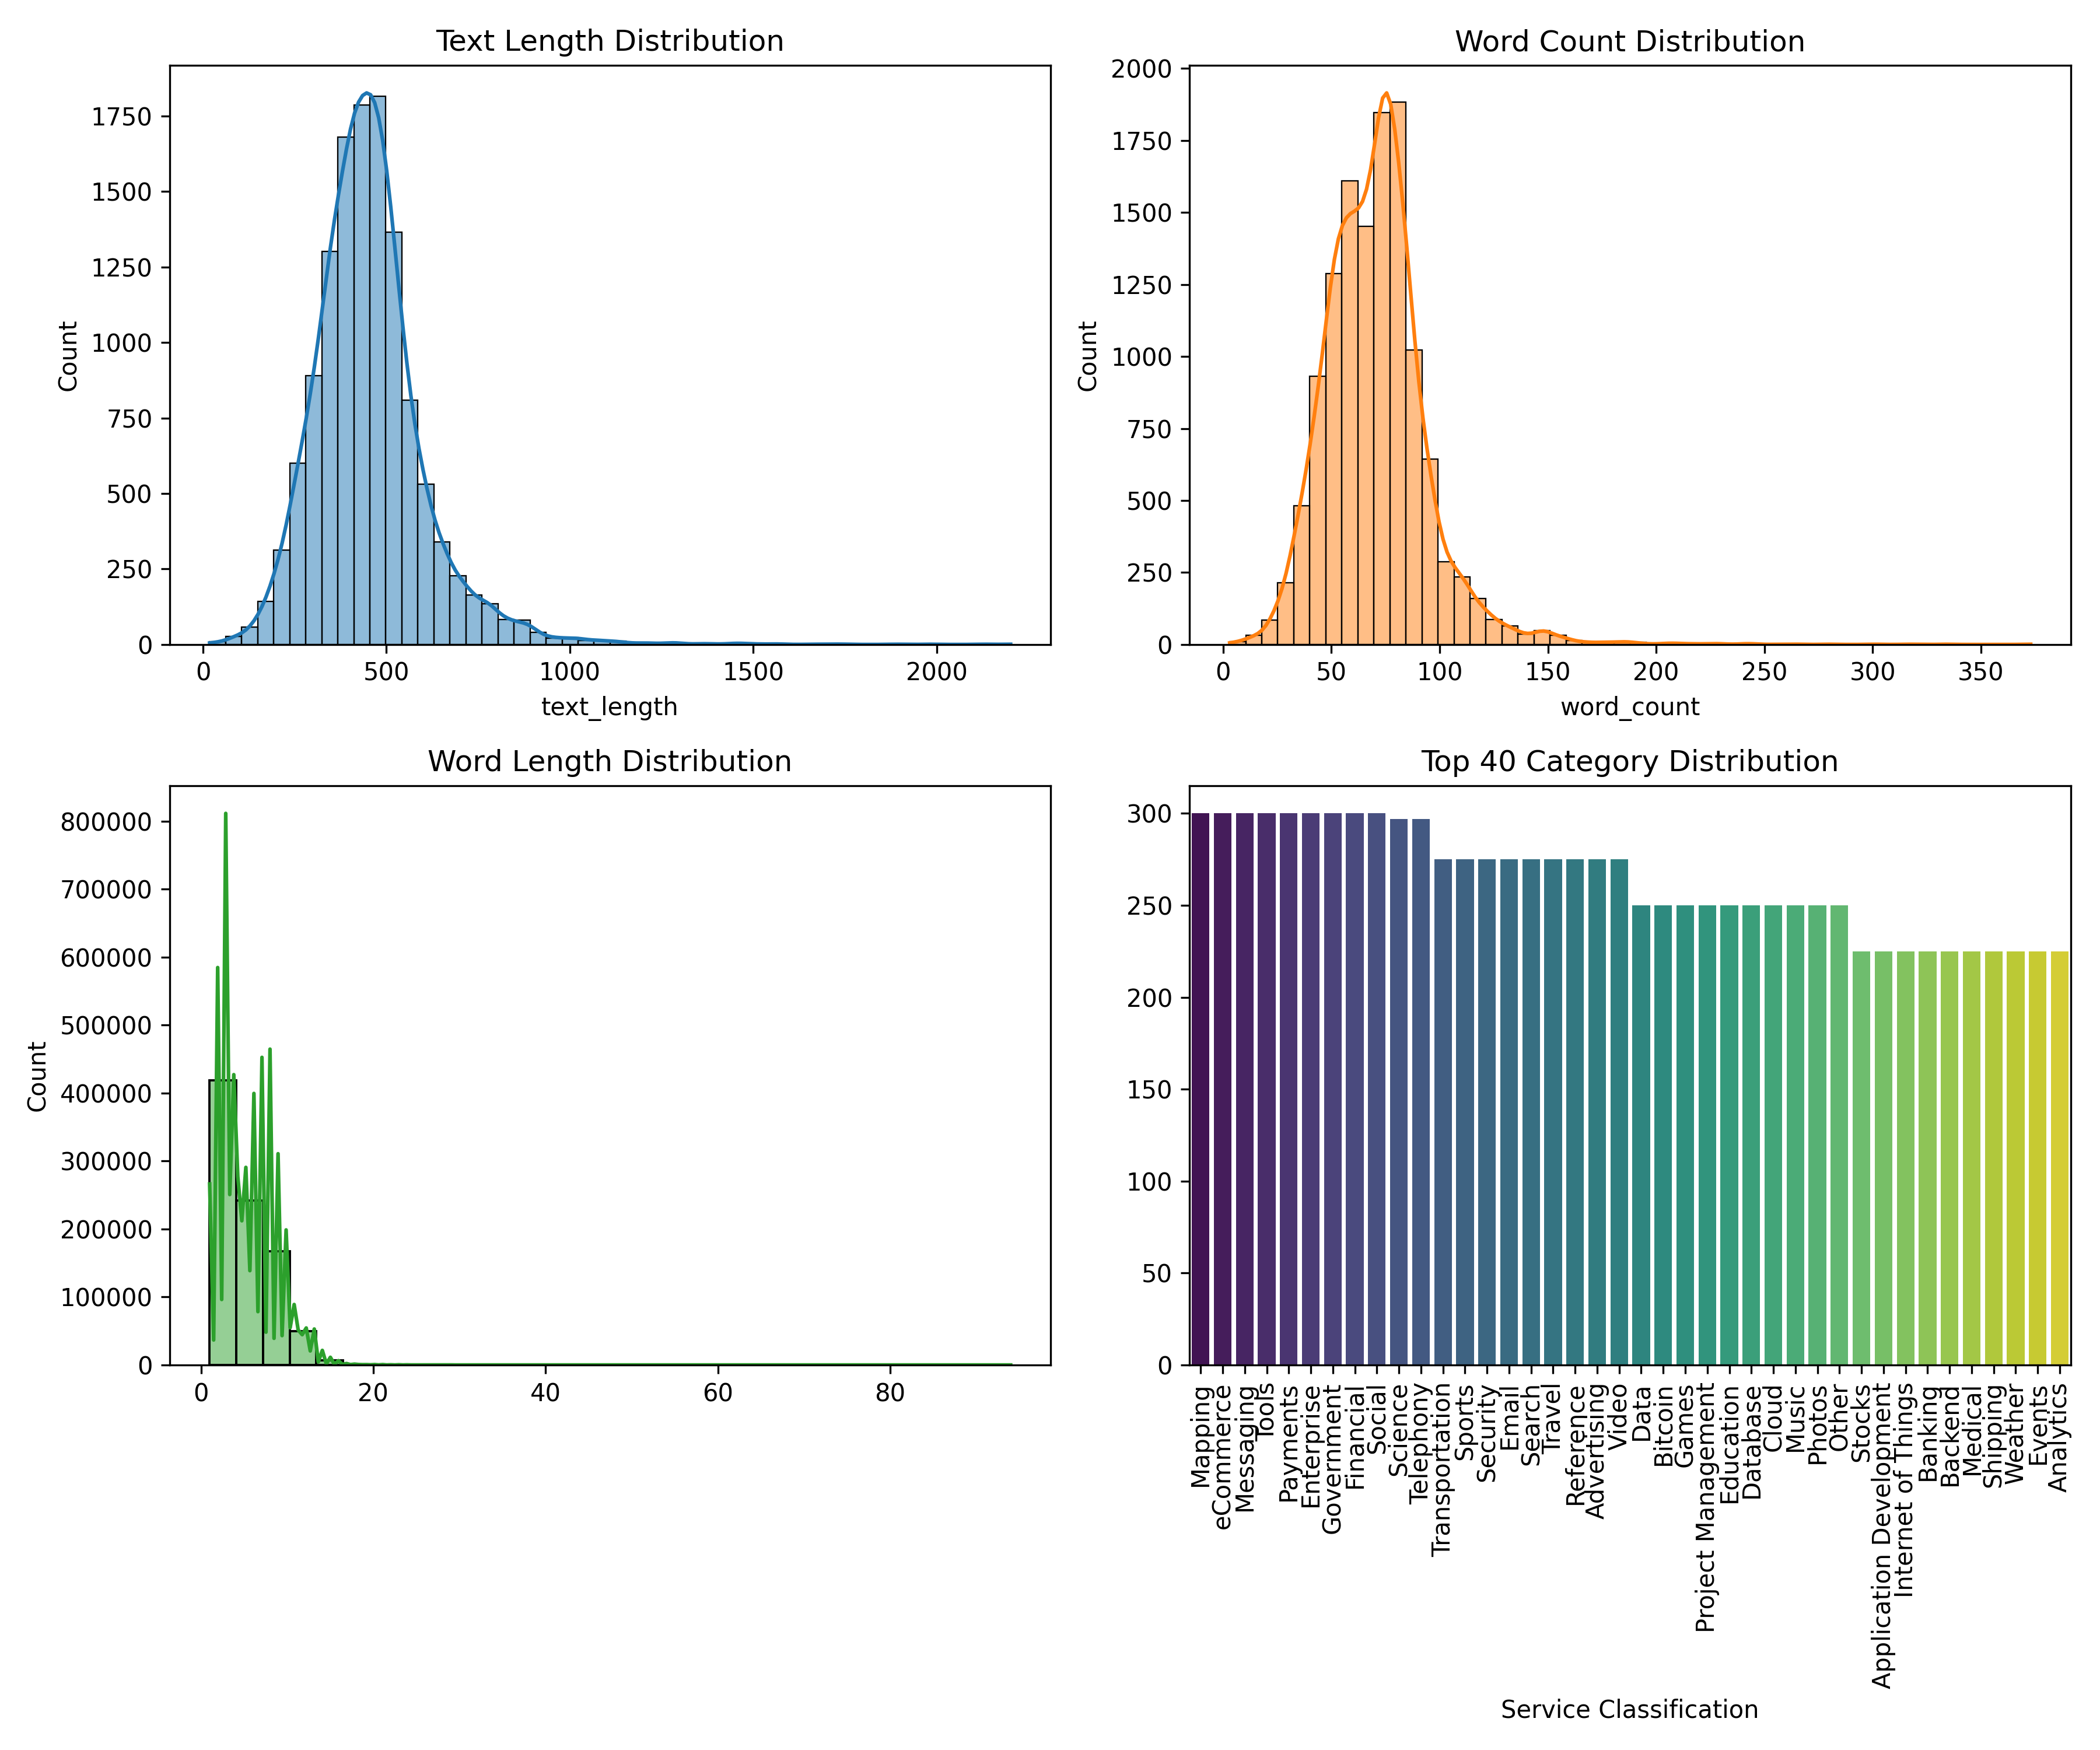 Text Length Distribution
1750
1500
1250
1000
750
500
250
0
Count
0 500 1000 1500 2000
text_length
Word Count Distribution
2000
1750
1500
1250
1000
750
500
250
0
Count
0 50 100 150 200 250 300 350
word_count
Word Length Distribution
800000
700000
600000
500000
400000
300000
200000
100000
0
Count
0 20 40 60 80
Top 40 Category Distribution
300
250
200
150
100
50
0
Mapping
eCommerce
Messaging
Tools
Payments
Enterprise
Government
Financial
Social
Science
Telephony
Transportation
Sports
Security
Email
Search
Travel
Reference
Advertising
Video
Data
Bitcoin
Games
Project Management
Education
Database
Cloud
Music
Photos
Other
Stocks
Application Development
Internet of Things
Banking
Backend
Medical
Shipping
Weather
Events
Analytics
Service Classification